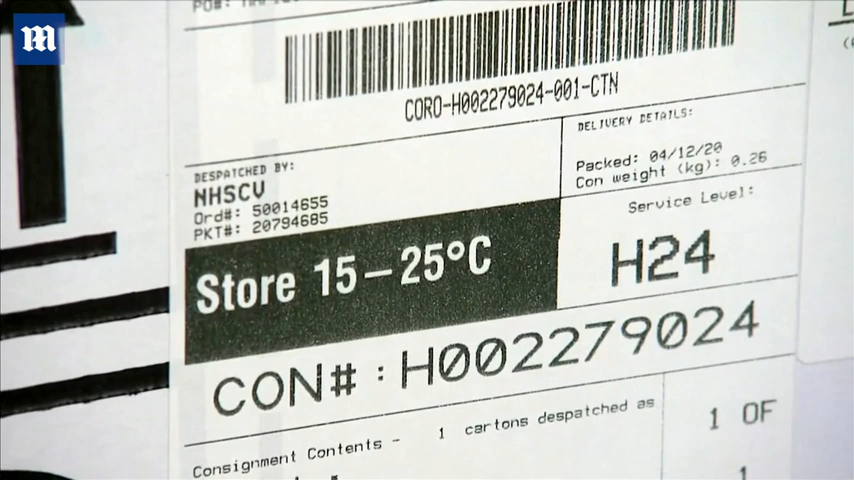 M
CORO-H002279024-001-CTN
DELIVERY DETAILS:
Packed: 04/12/20
Con weight (kg): 0.26
DESPATCHED BY:
NHSCV
Ord#: 50014655
PKT#: 20794685
Service Level:
H24
Store 15–25°C
CON# : H002279024
Consignment Contents - 1 cartons despatched as
1 OF
1